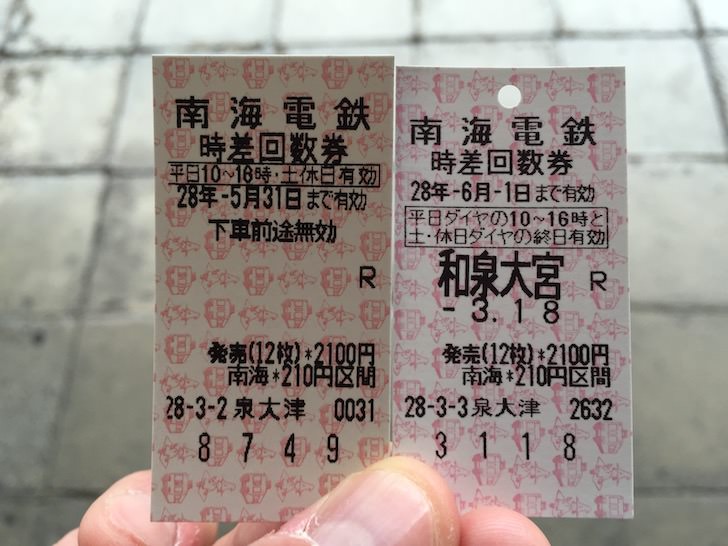 南海電鉄
時差回数券
平日10~16時・土休日有効
28年-5月31日まで有効
下車前途無効
R
発売(12枚)*2100円
南海*210円区間
28-3-2泉大津 0031
8749
南海電鉄
時差回数券
28年-6月-1日まで有効
平日ダイヤの10~16時と
土・休日ダイヤの終日有効
和泉大宮 R
-3.18
発売(12枚)*2100円
南海*210円区間
28-3-3泉大津 2632
3118